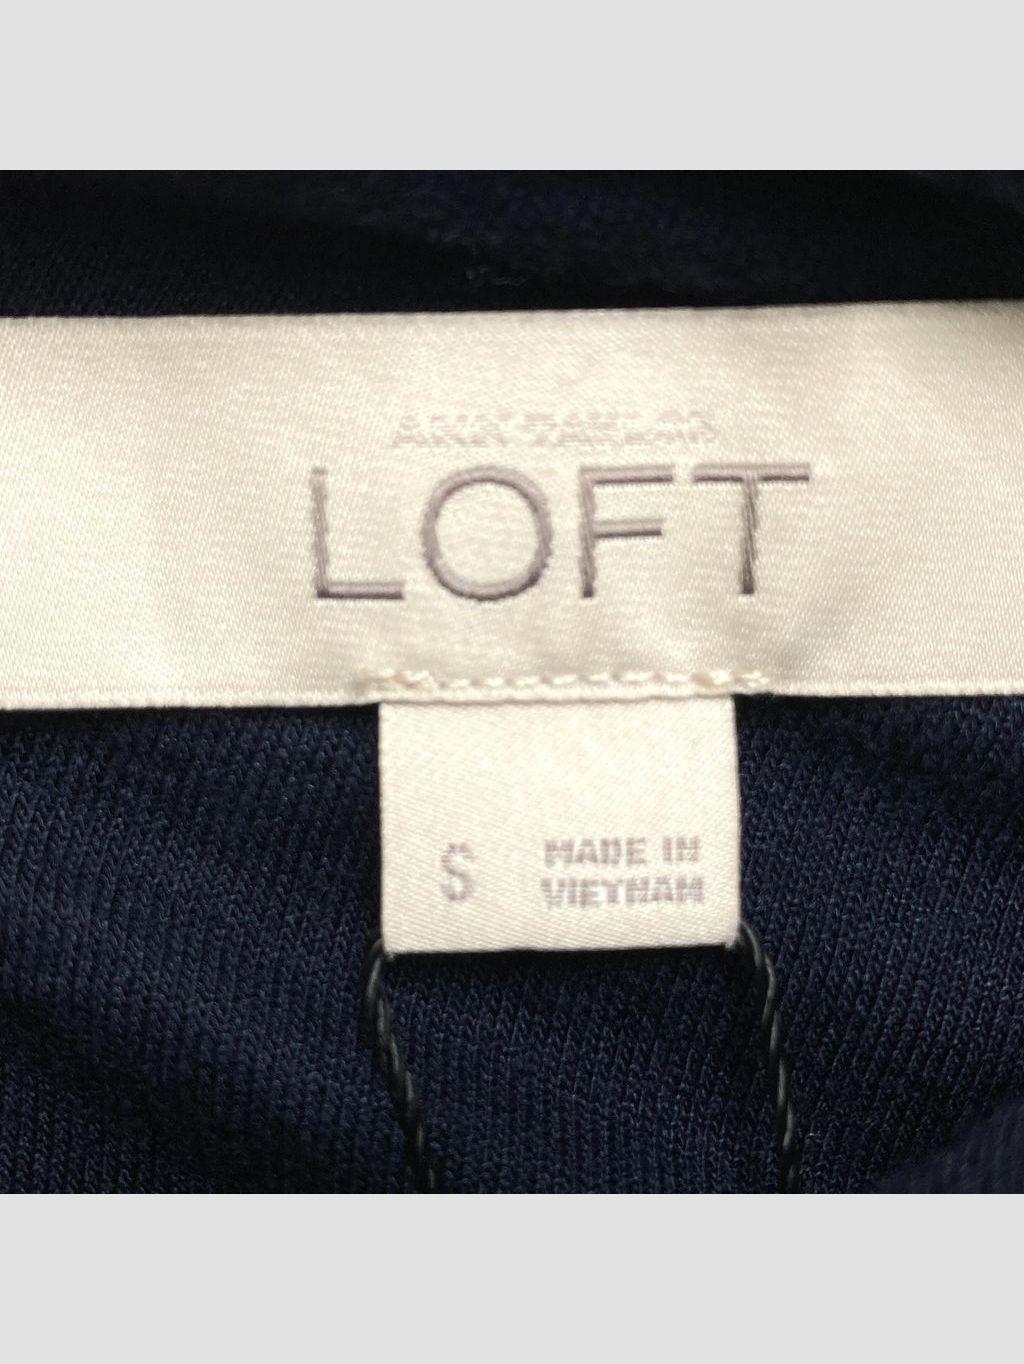 ANN TAYLOR
LOFT
S
MADE IN
VIETNAM